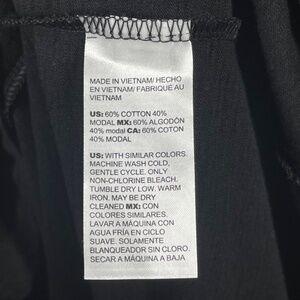 MADE IN VIETNAM/ HECHO
EN VIETNAM/ FABRIQUÉ AU
VIETNAM
US: 60% COTTON 40%
MODAL MX: 60% ALGODÓN
40% modal CA: 60% COTON
40% MODAL
US: WITH SIMILAR COLORS.
MACHINE WASH COLD,
GENTLE CYCLE. ONLY
NON-CHLORINE BLEACH.
TUMBLE DRY LOW. WARM
IRON. MAY BE DRY
CLEANED MX: CON
COLORES SIMILARES.
LAVAR A MÁQUINA CON
AGUA FRÍA EN CICLO
SUAVE. SOLAMENTE
BLANQUEADOR SIN CLORO.
SECAR A MÁQUINA A BAJA